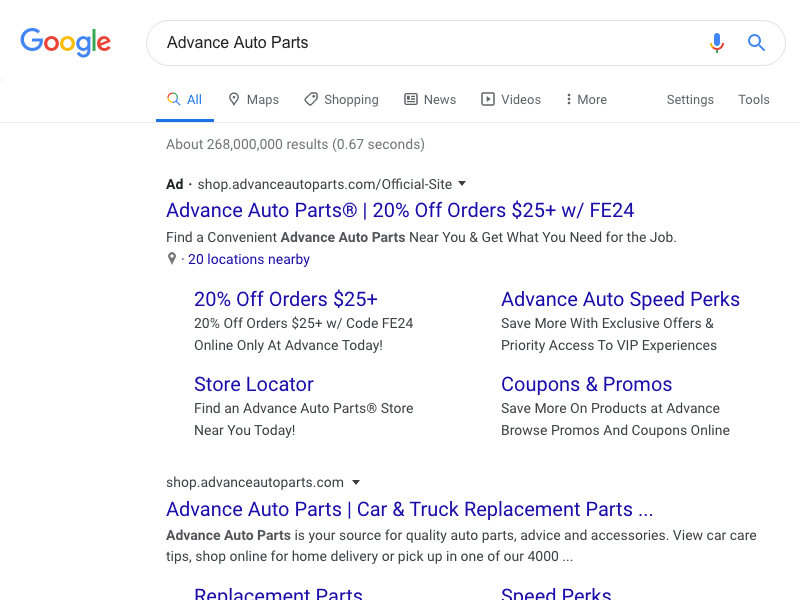 Google
Advance Auto Parts
All Maps Shopping News Videos More Settings Tools
About 268,000,000 results (0.67 seconds)
Ad · shop.advanceautoparts.com/Official-Site
Advance Auto Parts® | 20% Off Orders $25+ w/ FE24
Find a Convenient Advance Auto Parts Near You & Get What You Need for the Job.
· 20 locations nearby
20% Off Orders $25+
20% Off Orders $25+ w/ Code FE24
Online Only At Advance Today!
Advance Auto Speed Perks
Save More With Exclusive Offers &
Priority Access To VIP Experiences
Store Locator
Find an Advance Auto Parts® Store
Near You Today!
Coupons & Promos
Save More On Products at Advance
Browse Promos And Coupons Online
shop.advanceautoparts.com
Advance Auto Parts | Car & Truck Replacement Parts ...
Advance Auto Parts is your source for quality auto parts, advice and accessories. View car care
tips, shop online for home delivery or pick up in one of our 4000 ...
Replacement Parts
Speed Perks